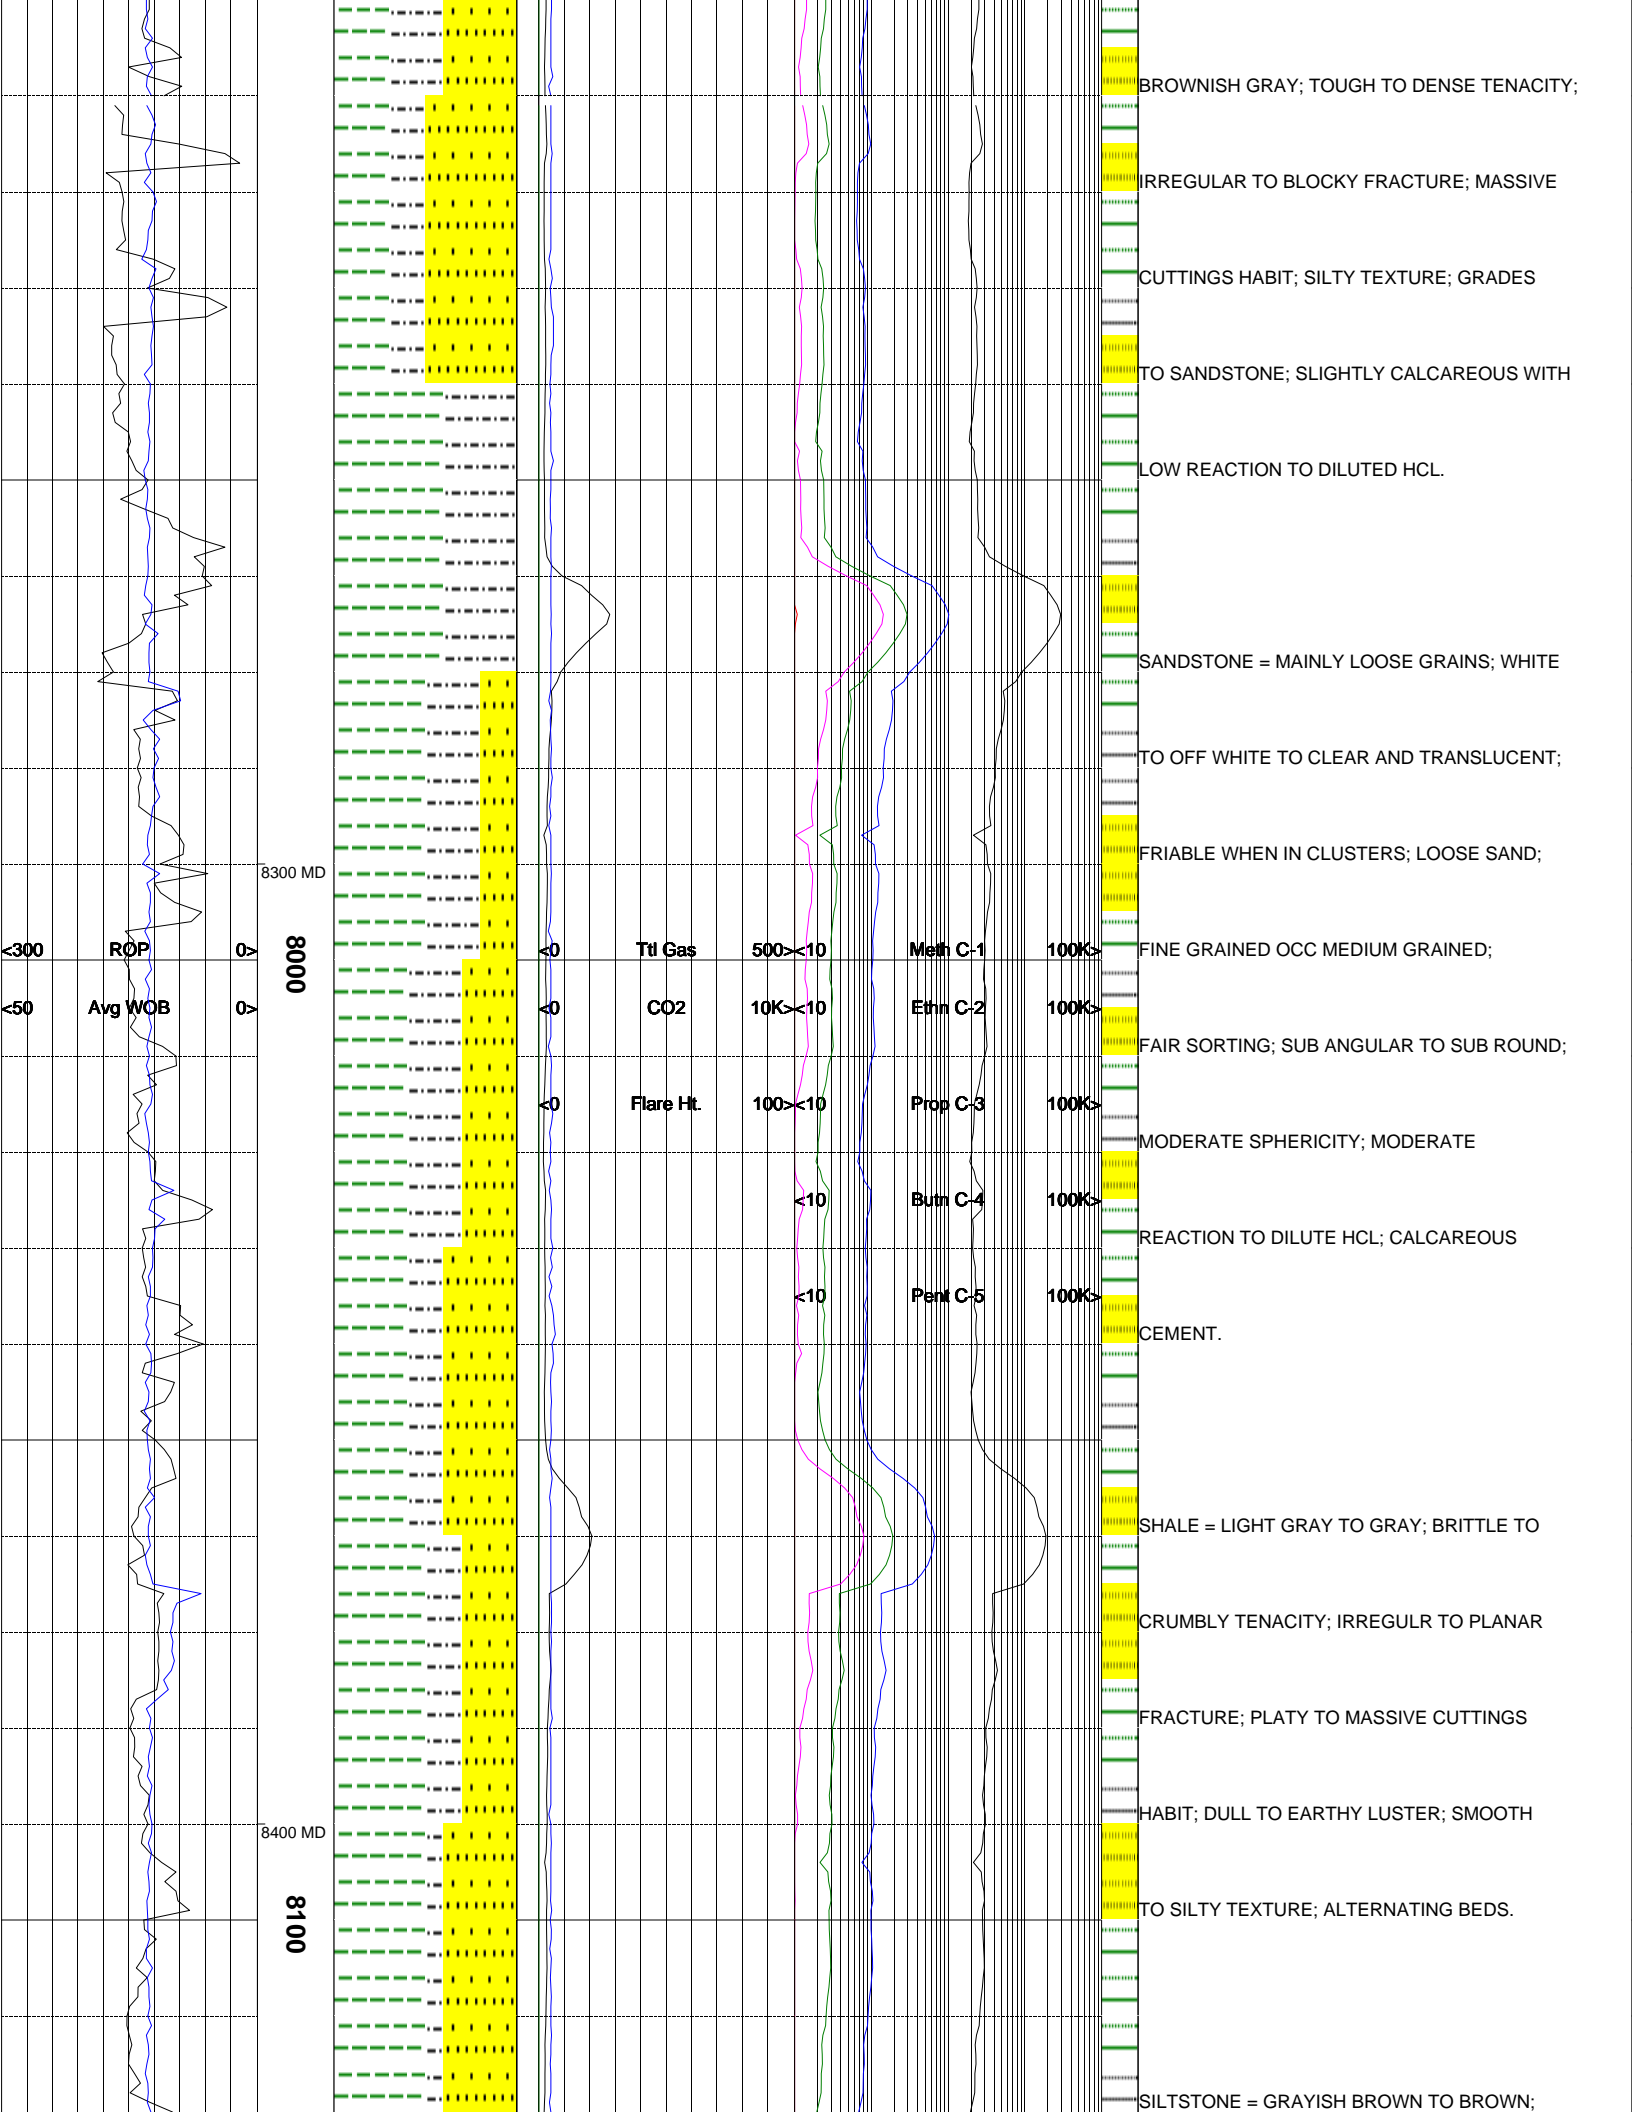 BROWNISH GRAY; TOUGH TO DENSE TENACITY;
IRREGULAR TO BLOCKY FRACTURE; MASSIVE
CUTTINGS HABIT; SILTY TEXTURE; GRADES
TO SANDSTONE; SLIGHTLY CALCAREOUS WITH
LOW REACTION TO DILUTED HCL.
SANDSTONE = MAINLY LOOSE GRAINS; WHITE
TO OFF WHITE TO CLEAR AND TRANSLUCENT;
FRIABLE WHEN IN CLUSTERS; LOOSE SAND;
8300 MD
<300 ROP 0> 8000 <0 Ttl Gas 500><10 Meth C-1 100K> FINE GRAINED OCC MEDIUM GRAINED;
<50 Avg WOB 0> <0 CO2 10K><10 Ethn C-2 100K>
FAIR SORTING; SUB ANGULAR TO SUB ROUND;
<0 Flare Ht. 100><10 Prop C-3 100K>
MODERATE SPHERICITY; MODERATE
<10 Butn C-4 100K>
REACTION TO DILUTE HCL; CALCAREOUS
<10 Pent C-5 100K>
CEMENT.
SHALE = LIGHT GRAY TO GRAY; BRITTLE TO
CRUMBLY TENACITY; IRREGULR TO PLANAR
FRACTURE; PLATY TO MASSIVE CUTTINGS
HABIT; DULL TO EARTHY LUSTER; SMOOTH
8400 MD
8100
TO SILTY TEXTURE; ALTERNATING BEDS.
SILTSTONE = GRAYISH BROWN TO BROWN;